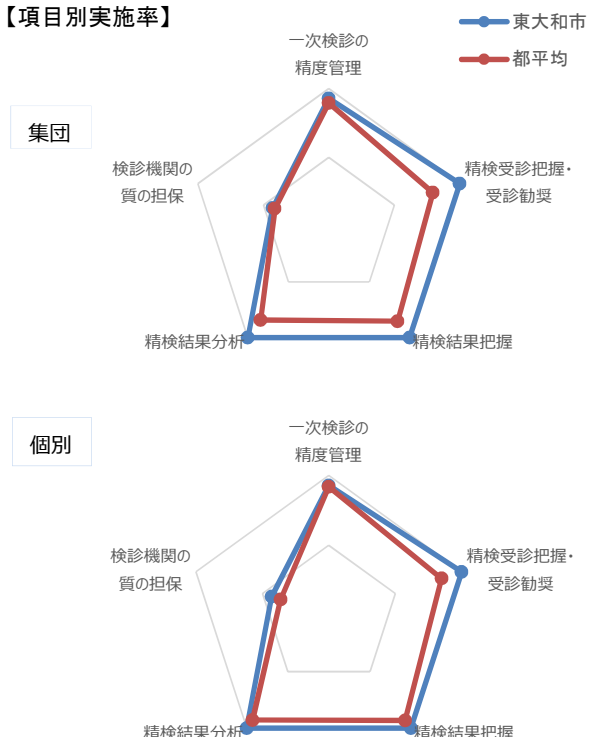 【項目別実施率】
東大和市
都平均
集団
一次検診の
精度管理
精検受診把握・
受診勧奨
精検結果把握
精検結果分析
検診機関の
質の担保
個別
一次検診の
精度管理
精検受診把握・
受診勧奨
精検結果把握
精検結果分析
検診機関の
質の担保